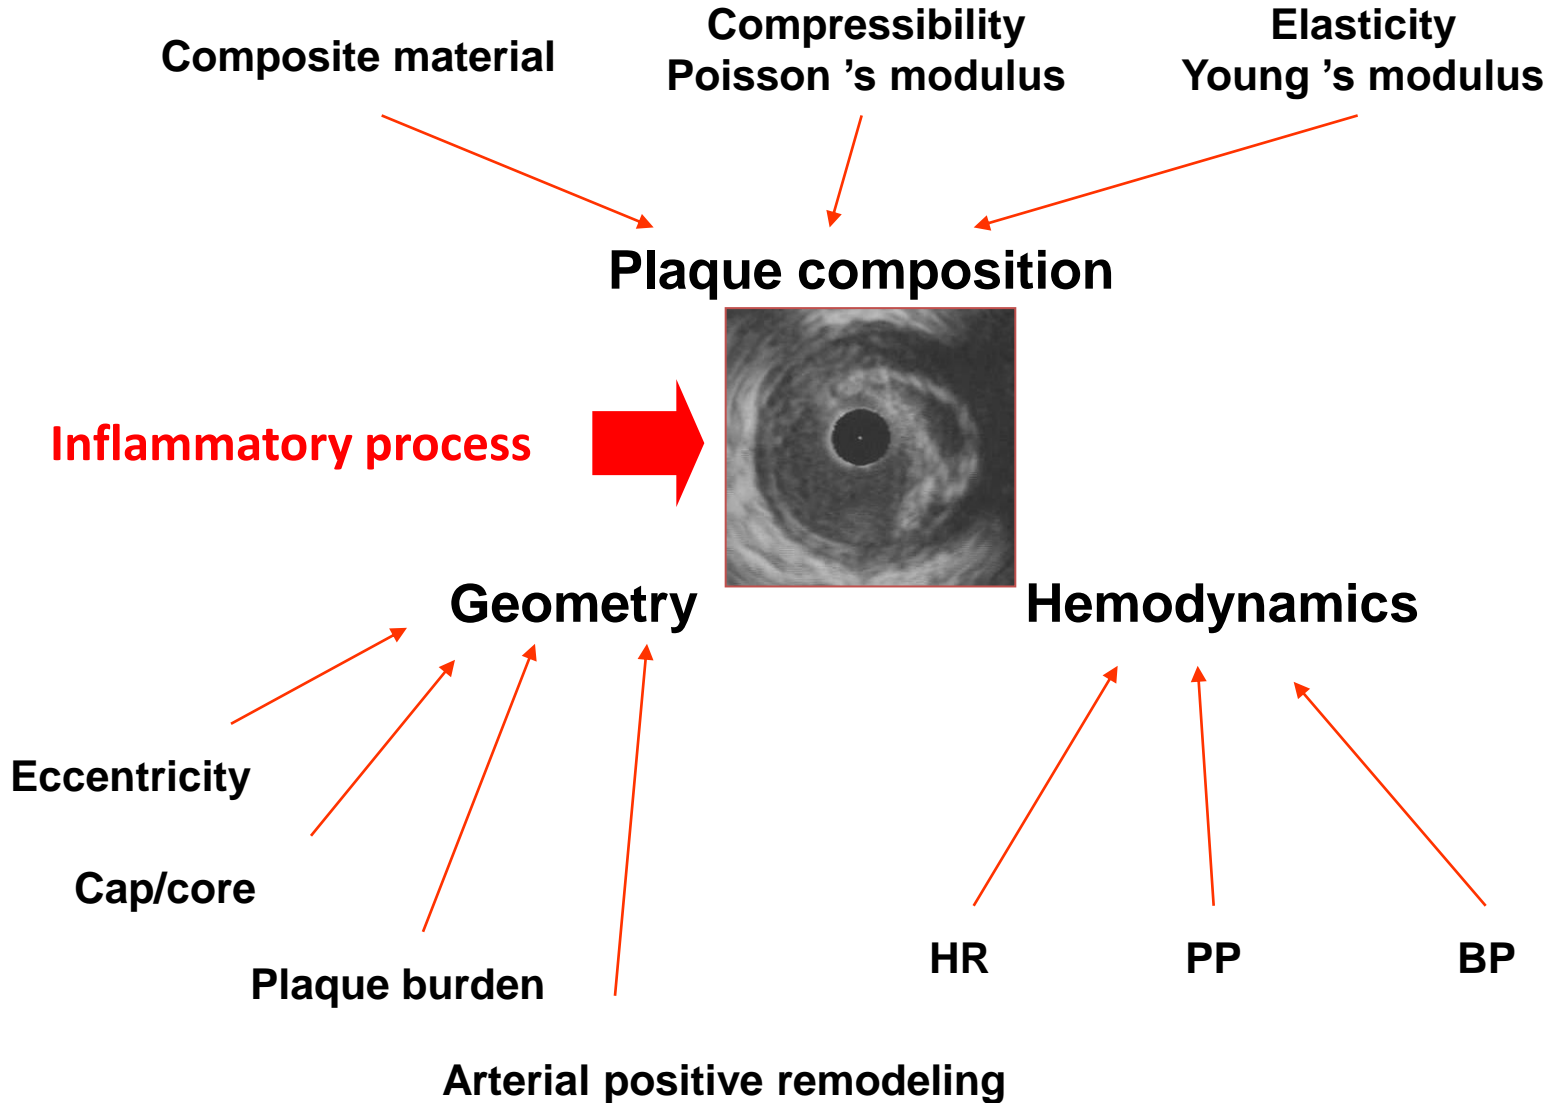 Composite material
Compressibility
Poisson ’s modulus
Elasticity
Young ’s modulus
Plaque composition
Inflammatory process
Geometry
Hemodynamics
Eccentricity
Cap/core
Plaque burden
Arterial positive remodeling
HR
PP
BP